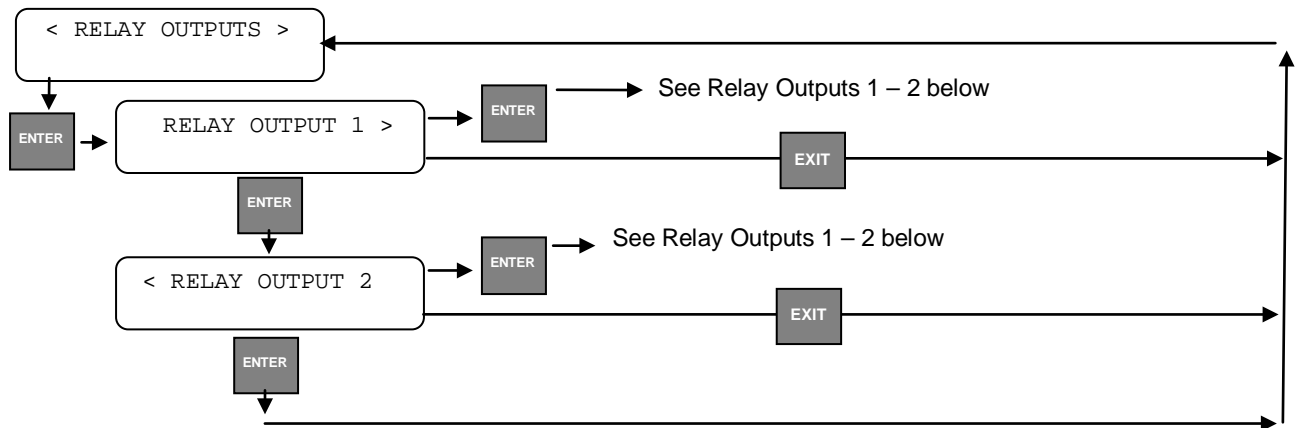 < RELAY OUTPUTS >
ENTER
RELAY OUTPUT 1 >
ENTER
See Relay Outputs 1 – 2 below
EXIT
ENTER
< RELAY OUTPUT 2
ENTER
See Relay Outputs 1 – 2 below
EXIT
ENTER